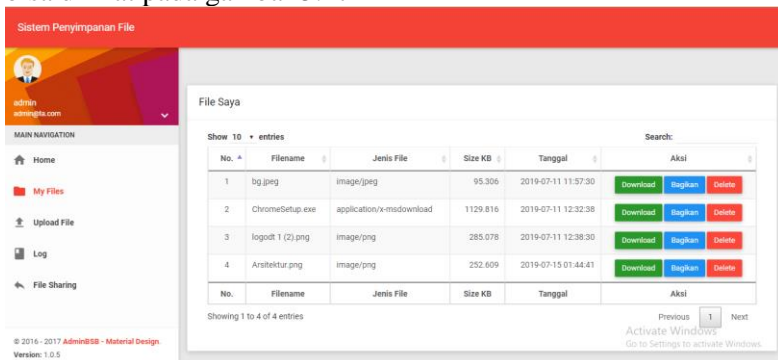 Sistem Penyimpanan File
admin
admin@ta.com
MAIN NAVIGATION
Home
My Files
Upload File
Log
File Sharing
© 2016 - 2017 AdminBSB - Material Design
Version: 1.0.5
File Saya
Show 10 entries Search:
No. Filename Jenis File Size KB Tanggal Aksi
1 bg.jpeg image/jpeg 95.306 2019-07-11 11:57:30 Download Bagikan Delete
2 ChromeSetup.exe application/x-msdownload 1129.816 2019-07-11 12:32:38 Download Bagikan Delete
3 logodt 1 (2).png image/png 285.078 2019-07-11 12:38:30 Download Bagikan Delete
4 Arsitektur.png image/png 252.609 2019-07-15 01:44:41 Download Bagikan Delete
No. Filename Jenis File Size KB Tanggal Aksi
Showing 1 to 4 of 4 entries Previous 1 Next
Activate Windows
Go to Settings to activate Windows.